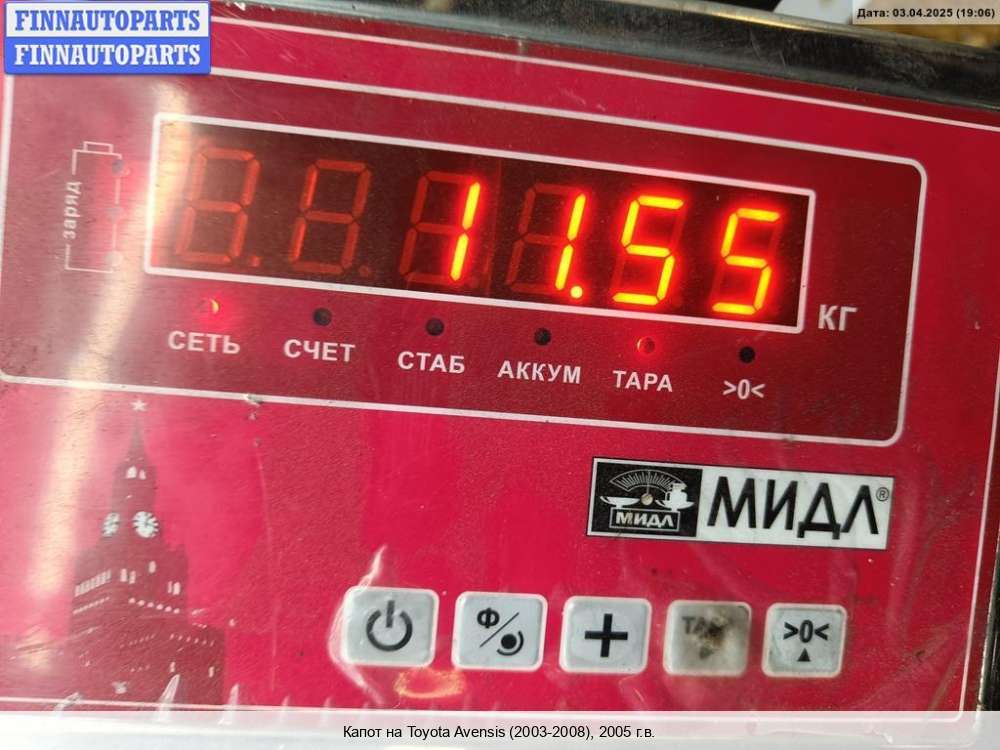 FINNAUTOPARTS
FINNAUTOPARTS
Дата: 03.04.2025 (19:06)
заряд
11.55
КГ
СЕТЬ СЧЕТ СТАБ АККУМ ТАРА >0<
МИДЛ МИДЛ®
Ф/ + >0<
Капот на Toyota Avensis (2003-2008), 2005 г.в.